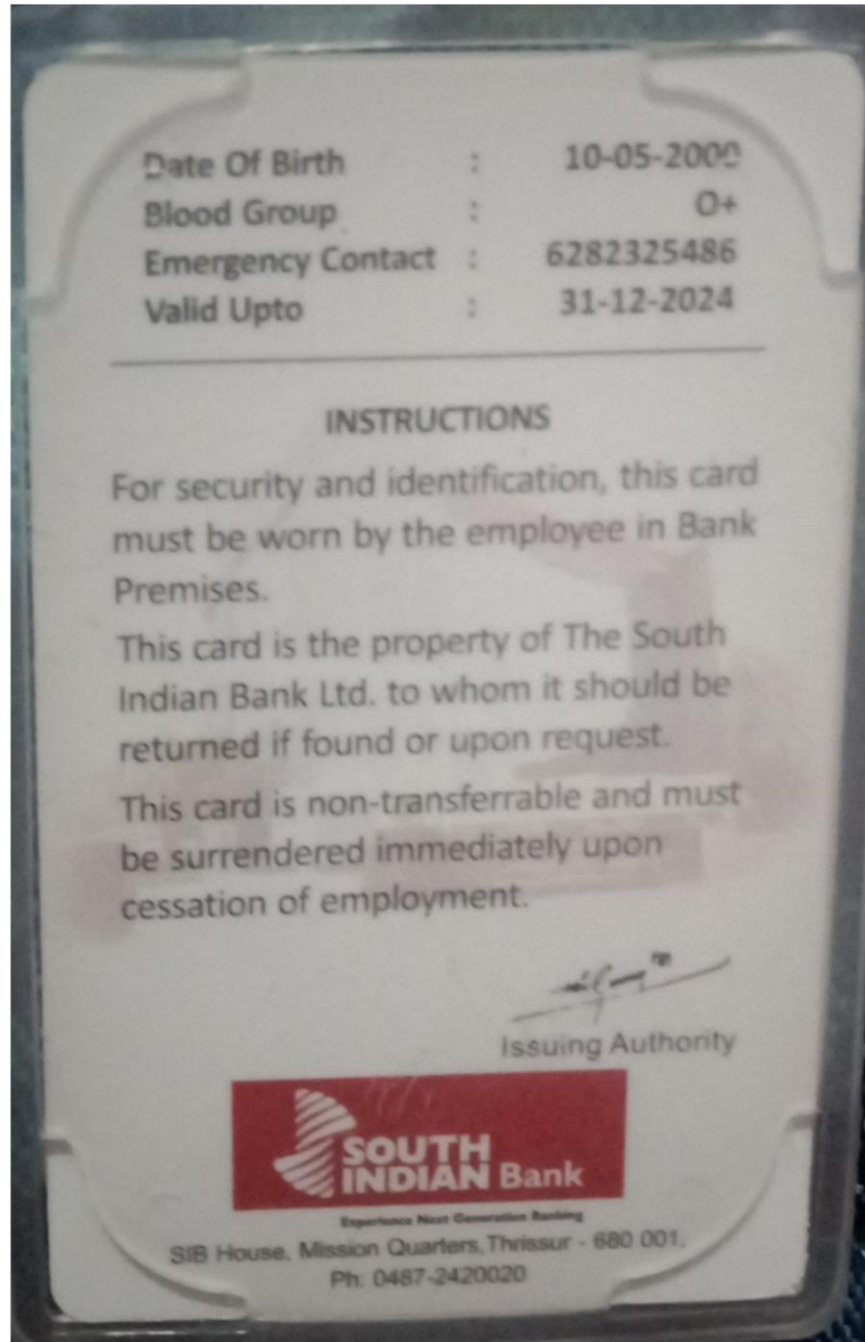 Date Of Birth : 10-05-2000
Blood Group : O+
Emergency Contact : 6282325486
Valid Upto : 31-12-2024
INSTRUCTIONS
For security and identification, this card
must be worn by the employee in Bank
Premises.
This card is the property of The South
Indian Bank Ltd. to whom it should be
returned if found or upon request.
This card is non-transferrable and must
be surrendered immediately upon
cessation of employment.
Issuing Authority
SOUTH
INDIAN Bank
Experience Next Generation Banking
SIB House, Mission Quarters, Thrissur - 680 001.
Ph: 0487-2420020